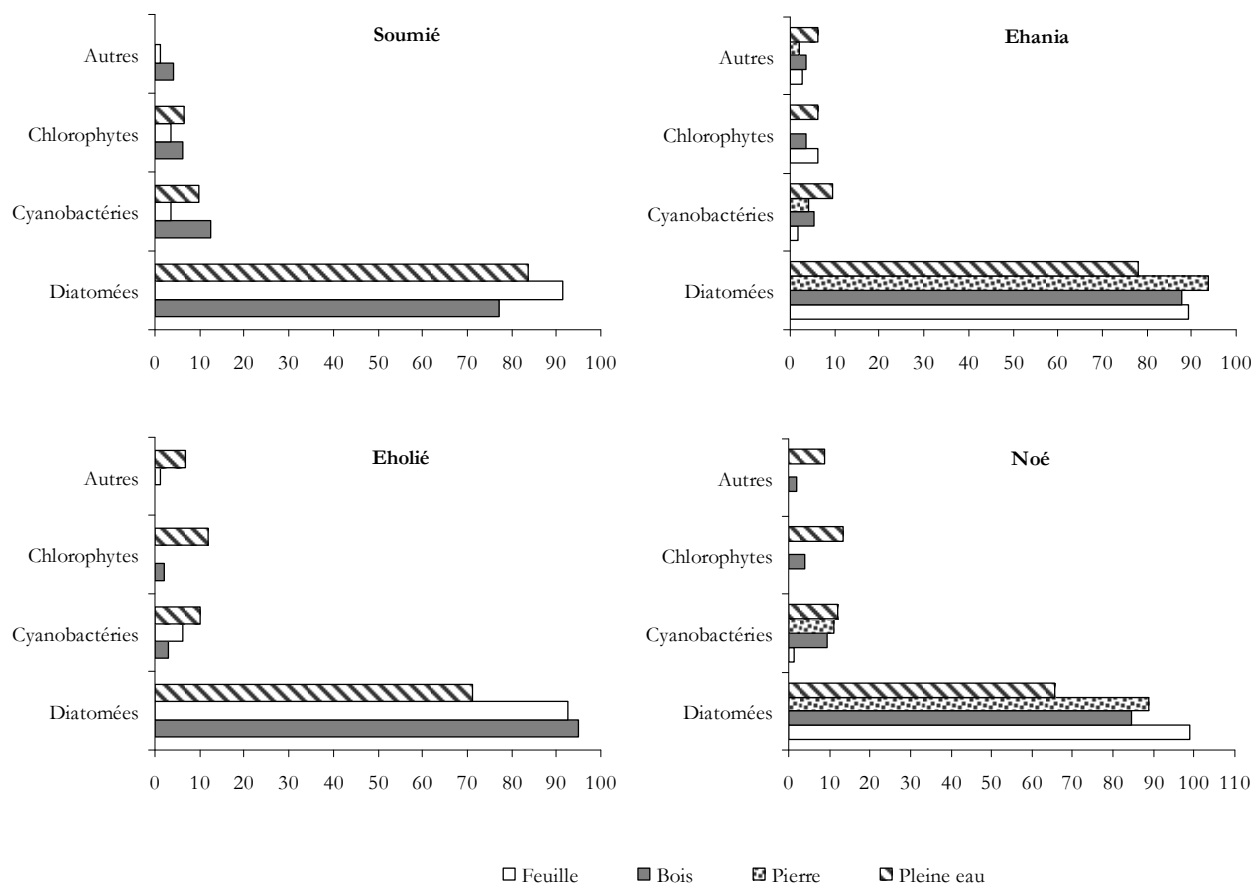 Soumié
Autres
Chlorophytes
Cyanobactéries
Diatomées
0 10 20 30 40 50 60 70 80 90 100
Ehania
Autres
Chlorophytes
Cyanobactéries
Diatomées
0 10 20 30 40 50 60 70 80 90 100
Eholié
Autres
Chlorophytes
Cyanobactéries
Diatomées
0 10 20 30 40 50 60 70 80 90 100
Noé
Autres
Chlorophytes
Cyanobactéries
Diatomées
0 10 20 30 40 50 60 70 80 90 100 110
Feuille Bois Pierre Pleine eau